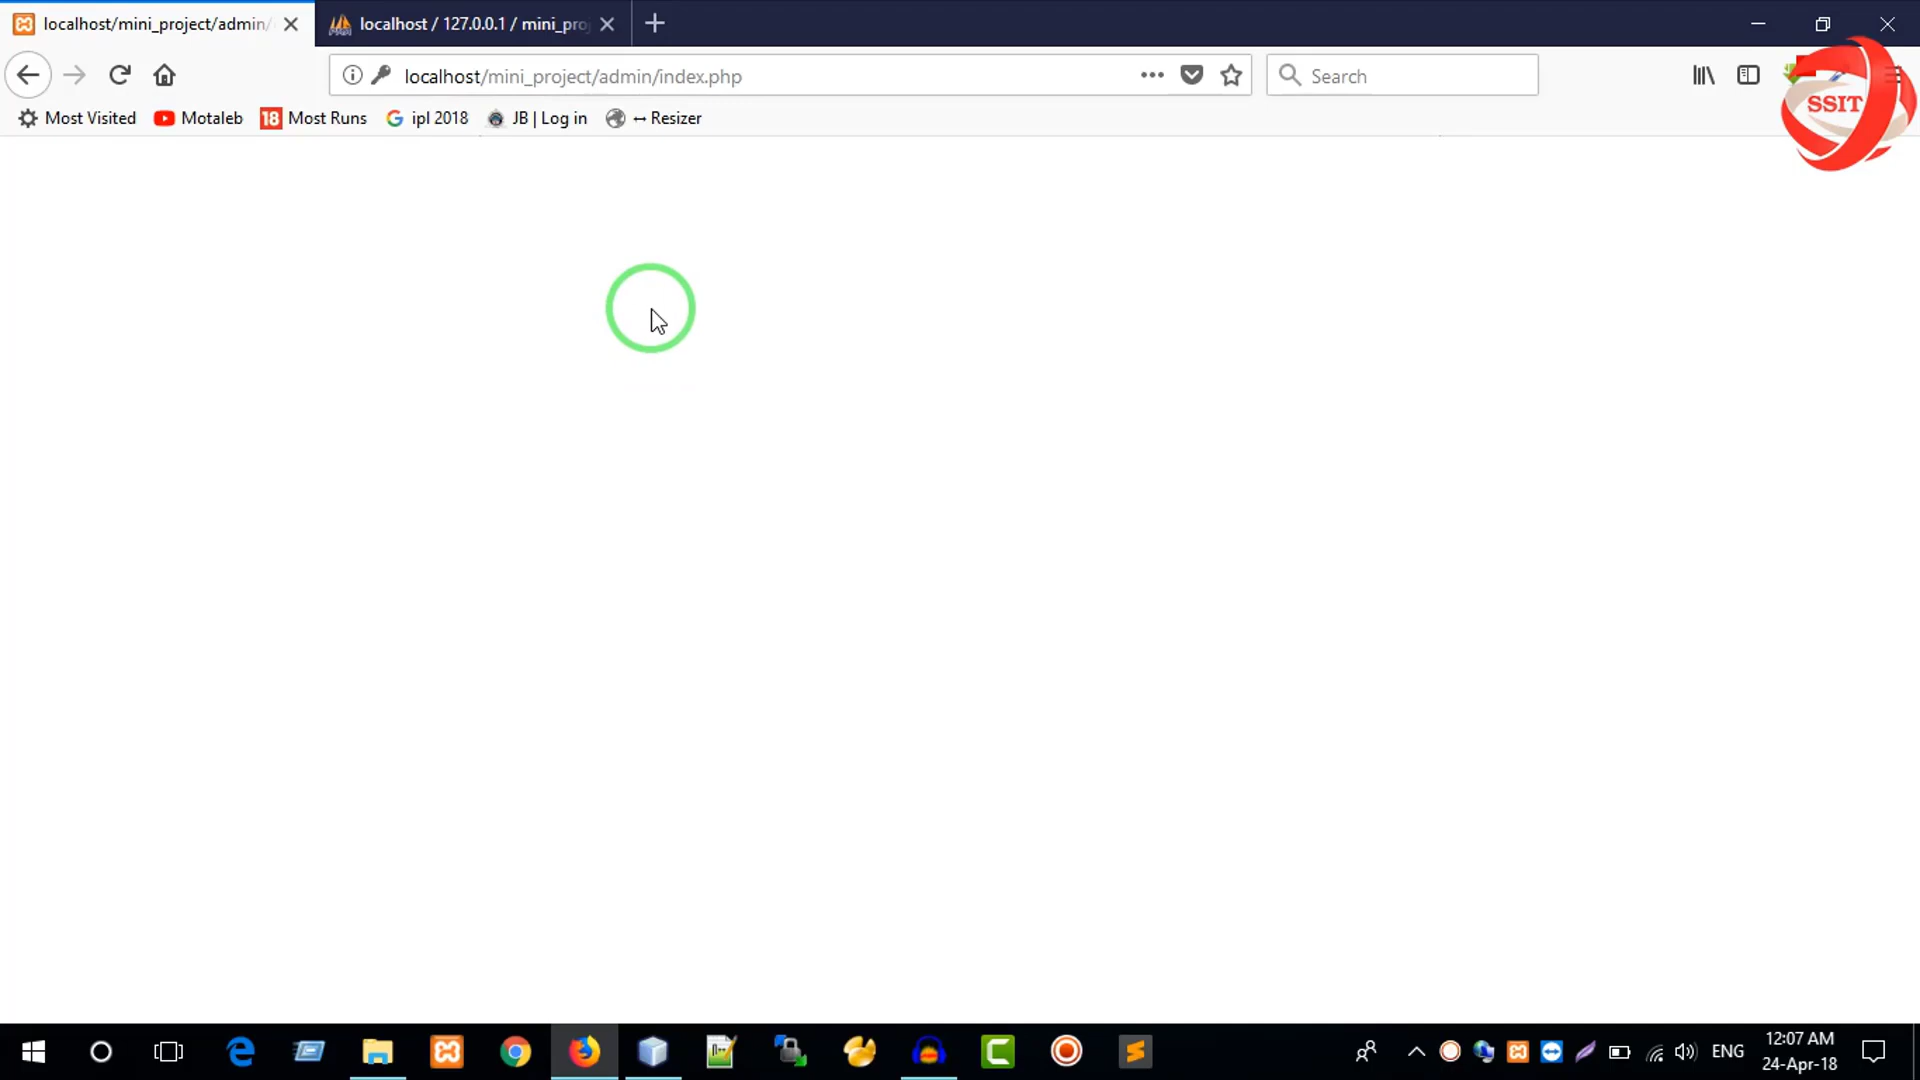 localhost/mini_project/admin/
localhost / 127.0.0.1 / mini_pro
localhost/mini_project/admin/index.php
Search
Most Visited
Motaleb
18 Most Runs
ipl 2018
JB | Log in
↔ Resizer
SSIT
ENG
12:07 AM
24-Apr-18